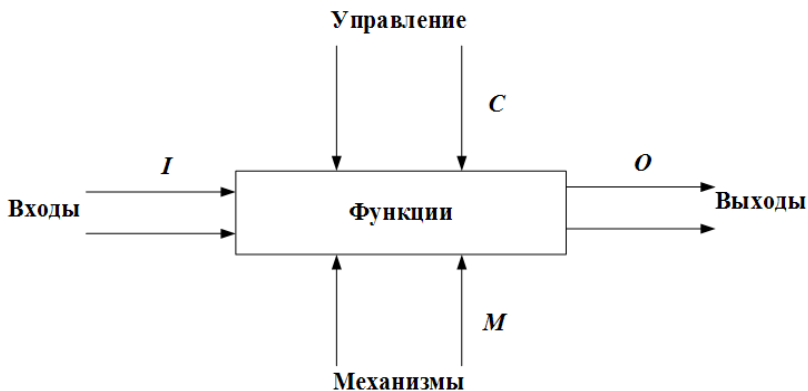 Управление
C
I
O
Входы
Функции
Выходы
M
Механизмы